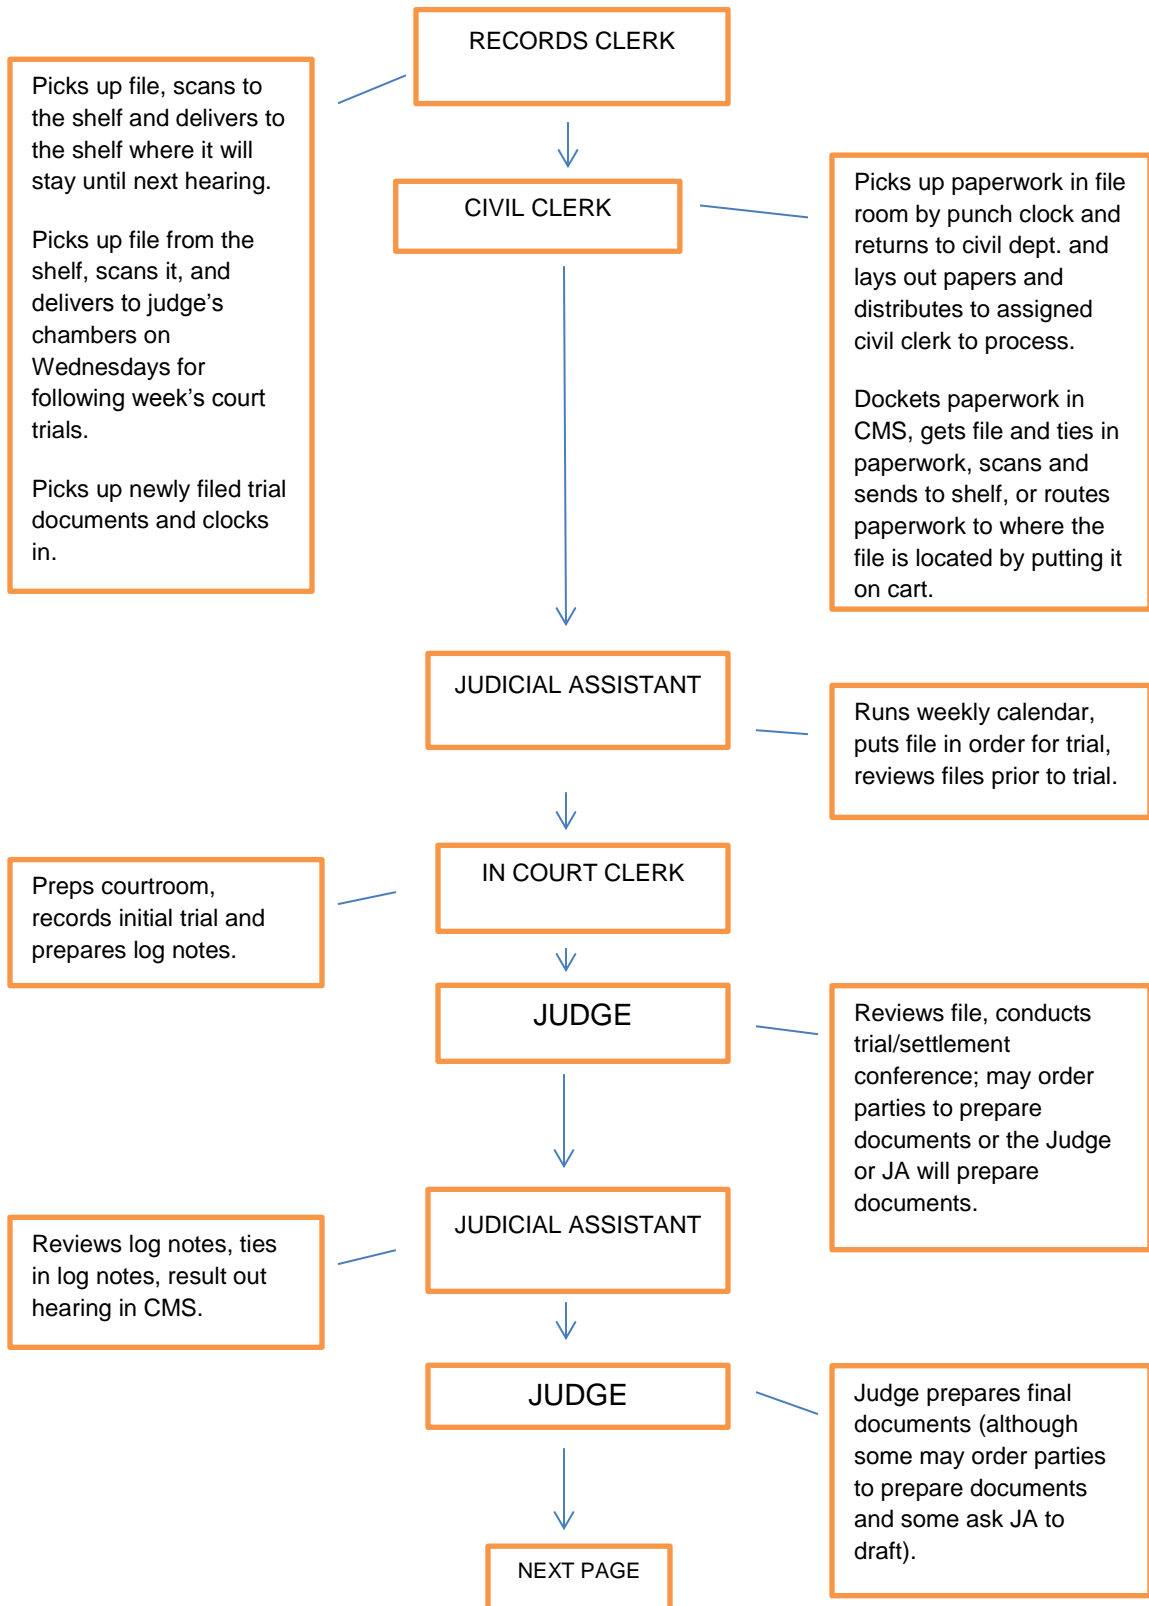 RECORDS CLERK
Picks up file, scans to
the shelf and delivers to
the shelf where it will
stay until next hearing.
Picks up file from the
shelf, scans it, and
delivers to judge’s
chambers on
Wednesdays for
following week’s court
trials.
Picks up newly filed trial
documents and clocks
in.
CIVIL CLERK
Picks up paperwork in file
room by punch clock and
returns to civil dept. and
lays out papers and
distributes to assigned
civil clerk to process.
Dockets paperwork in
CMS, gets file and ties in
paperwork, scans and
sends to shelf, or routes
paperwork to where the
file is located by putting it
on cart.
JUDICIAL ASSISTANT
Runs weekly calendar,
puts file in order for trial,
reviews files prior to trial.
IN COURT CLERK
Preps courtroom,
records initial trial and
prepares log notes.
JUDGE
Reviews file, conducts
trial/settlement
conference; may order
parties to prepare
documents or the Judge
or JA will prepare
documents.
JUDICIAL ASSISTANT
Reviews log notes, ties
in log notes, result out
hearing in CMS.
JUDGE
Judge prepares final
documents (although
some may order parties
to prepare documents
and some ask JA to
draft).
NEXT PAGE